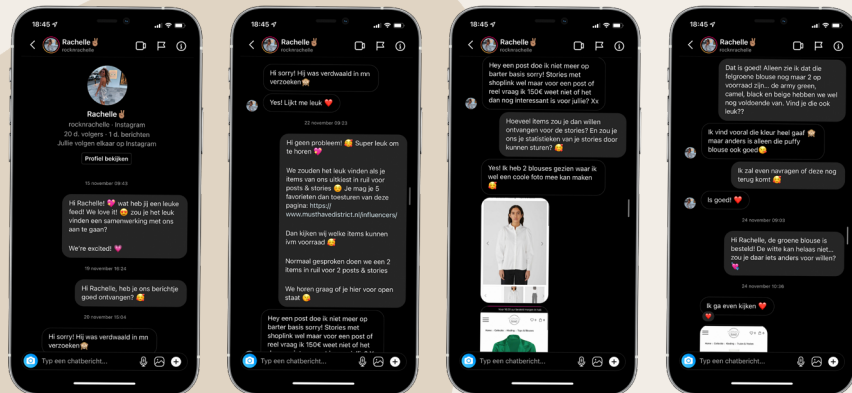 18:45
Rachelle✌🏼
rocknrachelle
Rachelle✌🏼
rocknrachelle · Instagram
20 d. volgers · 1 d. berichten
Jullie volgen elkaar op Instagram
Profiel bekijken
15 november 09:43
Hi Rachelle! 💖 wat heb jij een leuke
feed! We love it! 😍 zou je het leuk
vinden een samenwerking met ons
aan te gaan?
We're excited! 💗
19 november 16:24
Hi Rachelle, heb je ons berichtje
goed ontvangen? 🥰
20 november 15:04
Hi sorry! Hij was verdwaald in mn
verzoeken🙊
Typ een chatbericht...
18:45
Rachelle✌🏼
rocknrachelle
Hi sorry! Hij was verdwaald in mn
verzoeken🙊
Yes! Lijkt me leuk ❤️
22 november 09:23
Hi geen probleem! 🥰 Super leuk om
te horen 💖
We zouden het leuk vinden als je
items van ons uitkiest in ruil voor
posts & stories 😍 Je mag je 5
favorieten dan toesturen van deze
pagina: https://
www.musthavedistrict.nl/influencers/
Dan kijken wij welke items kunnen
ivm voorraad 🥰
Normaal gesproken doen we een 2
items in ruil voor 2 posts & stories
We horen graag of je hier voor open
staat 😘
Hey een post doe ik niet meer op
barter basis sorry! Stories met
shoplink wel maar voor een post of
reel vraag ik 150€ weet niet of het
dan nog interessant is voor jullie? Xx
Typ een chatbericht...
18:45
Rachelle✌🏼
rocknrachelle
Hey een post doe ik niet meer op
barter basis sorry! Stories met
shoplink wel maar voor een post of
reel vraag ik 150€ weet niet of het
dan nog interessant is voor jullie? Xx
Hoeveel items zou je dan willen
ontvangen voor de stories? En zou je
ons je statistieken van je stories door
kunnen sturen? 🥰
Yes! Ik heb 2 blouses gezien waar ik
wel een coole foto mee kan maken
🥰
Typ een chatbericht...
18:45
Rachelle✌🏼
rocknrachelle
Dat is goed! Alleen zie ik dat die
felgroene blouse nog maar 2 op
voorraad zijn... de army green,
camel, black en beige hebben we wel
nog voldoende van. Vind je die ook
leuk??
Ik vind vooral die kleur heel gaaf 🙊
maar anders is alleen die puffy
blouse ook goed😘
Ik zal even navragen of deze nog
terug komt 🥰
Is goed! ❤️
24 november 09:03
Hi Rachelle, de groene blouse is
besteld! De witte kan helaas niet...
zou je daar iets anders voor willen?
💘
24 november 10:36
Ik ga even kijken ❤️
Typ een chatbericht...